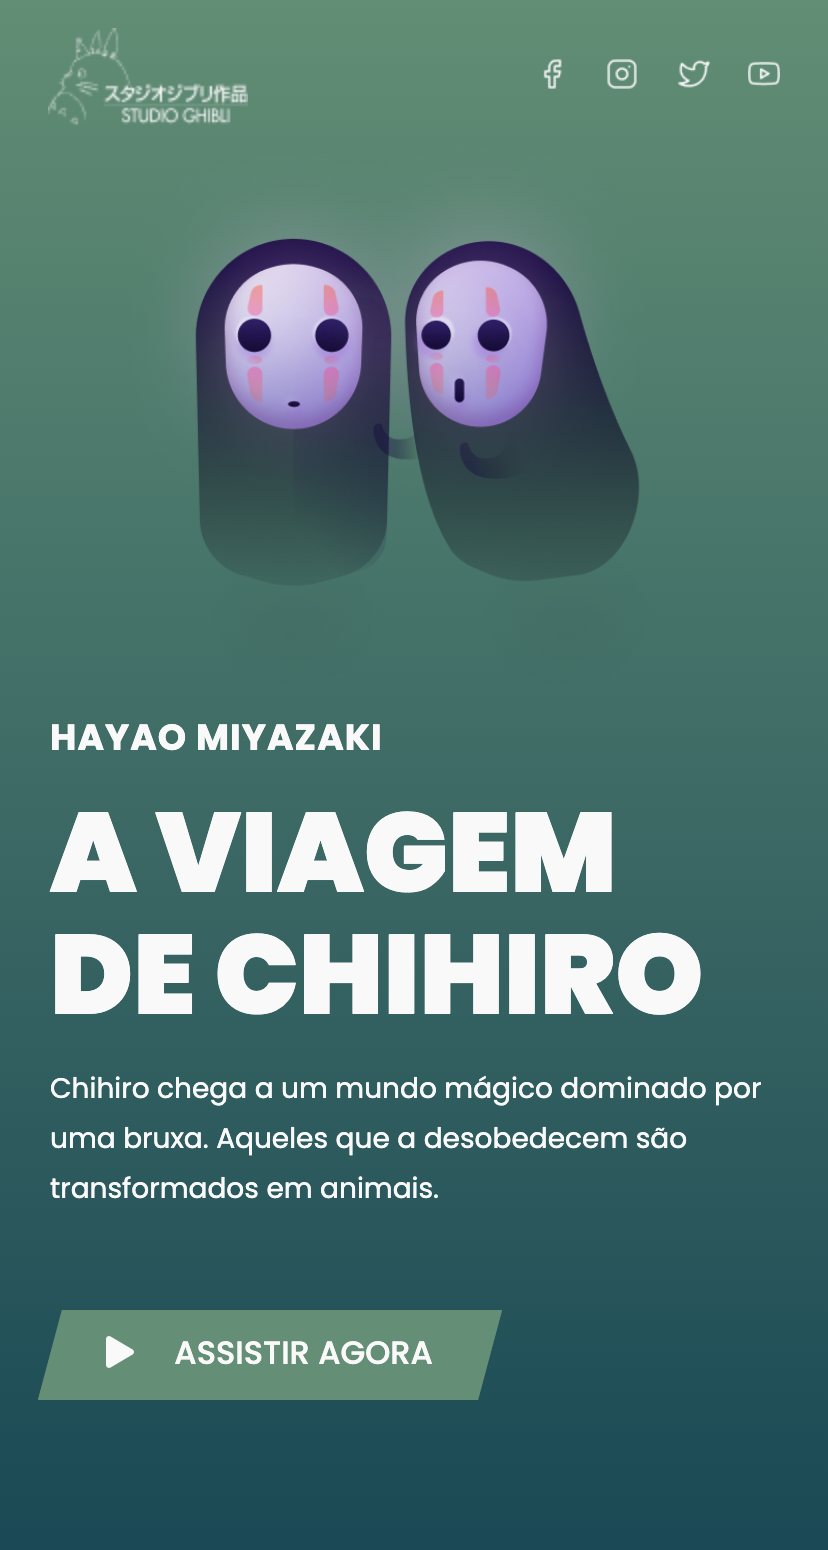 スタジオジブリ作品
STUDIO GHIBLI
HAYAO MIYAZAKI
A VIAGEM
DE CHIHIRO
Chihiro chega a um mundo mágico dominado por
uma bruxa. Aqueles que a desobedecem são
transformados em animais.
ASSISTIR AGORA